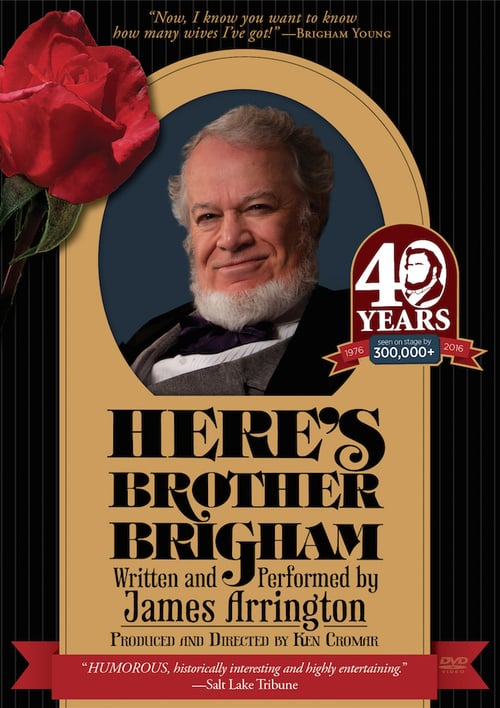 “Now, I know you want to know
how many wives I’ve got!” —Brigham Young
40
YEARS
1976
seen on stage by
300,000+
2016
HERE’S
BROTHER
BRIGHAM
Written and Performed by
James Arrington
Produced and Directed by Ken Cromar
“HUMOROUS, historically interesting and highly entertaining.”
—Salt Lake Tribune
DVD
VIDEO